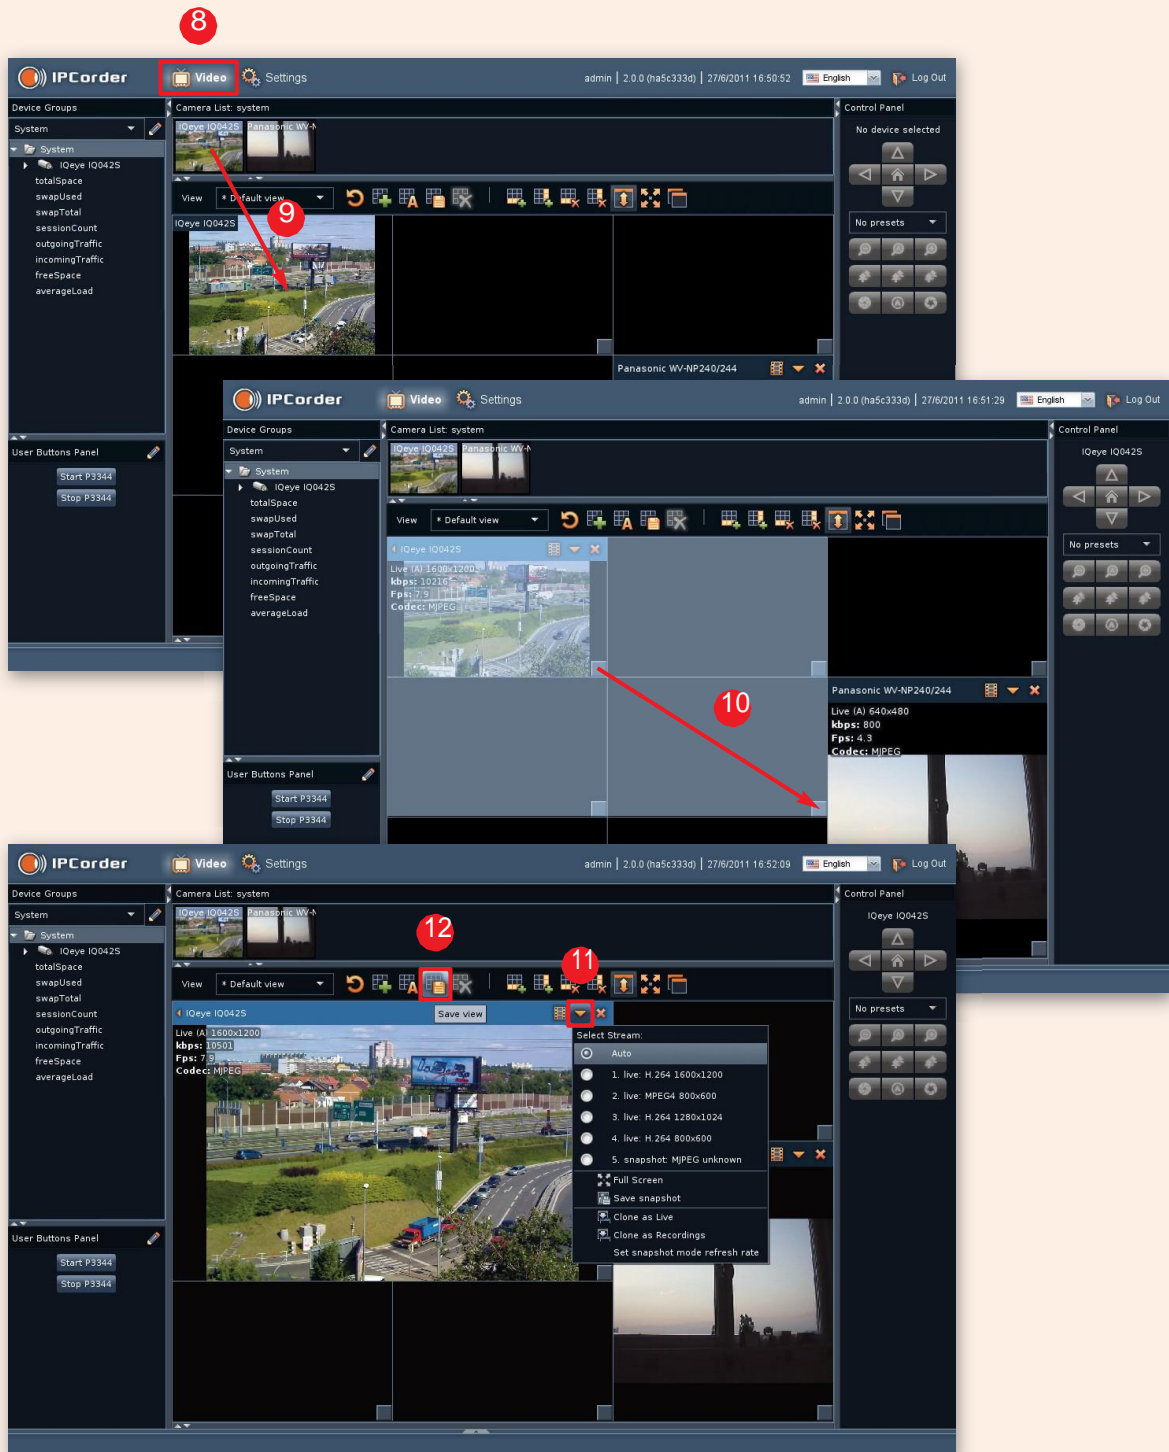 8
IPCorder
Video
Settings
admin | 2.0.0 (ha5c333d) | 27/6/2011 16:50:52
English
Log Out
Device Groups
Camera List: system
Control Panel
System
IQeye IQ042S
Panasonic WV-N
No device selected
System
IQeye IQ042S
totalSpace
swapUsed
swapTotal
sessionCount
outgoingTraffic
incomingTraffic
freeSpace
averageLoad
View
* Default view
9
No presets
IQeye IQ042S
Panasonic WV-NP240/244
User Buttons Panel
Start P3344
Stop P3344
IPCorder
Video
Settings
admin | 2.0.0 (ha5c333d) | 27/6/2011 16:51:29
English
Log Out
Device Groups
Camera List: system
Control Panel
System
IQeye IQ042S
Panasonic WV-N
IQeye IQ042S
System
IQeye IQ042S
totalSpace
swapUsed
swapTotal
sessionCount
outgoingTraffic
incomingTraffic
freeSpace
averageLoad
View
* Default view
No presets
IQeye IQ042S
Live (A) 1600x1200
kbps: 10216
Fps: 7.9
Codec: MJPEG
10
Panasonic WV-NP240/244
Live (A) 640x480
kbps: 800
Fps: 4.3
Codec: MJPEG
User Buttons Panel
Start P3344
Stop P3344
IPCorder
Video
Settings
admin | 2.0.0 (ha5c333d) | 27/6/2011 16:52:09
English
Log Out
Device Groups
Camera List: system
Control Panel
System
IQeye IQ042S
Panasonic WV-N
IQeye IQ042S
System
IQeye IQ042S
totalSpace
swapUsed
swapTotal
sessionCount
outgoingTraffic
incomingTraffic
freeSpace
averageLoad
12
11
View
* Default view
No presets
IQeye IQ042S
Save view
Live (A) 1600x1200
kbps: 10501
Fps: 7.9
Codec: MJPEG
Select Stream:
Auto
1. live: H.264 1600x1200
2. live: MPEG4 800x600
3. live: H.264 1280x1024
4. live: H.264 800x600
5. snapshot: MJPEG unknown
Full Screen
Save snapshot
Clone as Live
Clone as Recordings
Set snapshot mode refresh rate
User Buttons Panel
Start P3344
Stop P3344